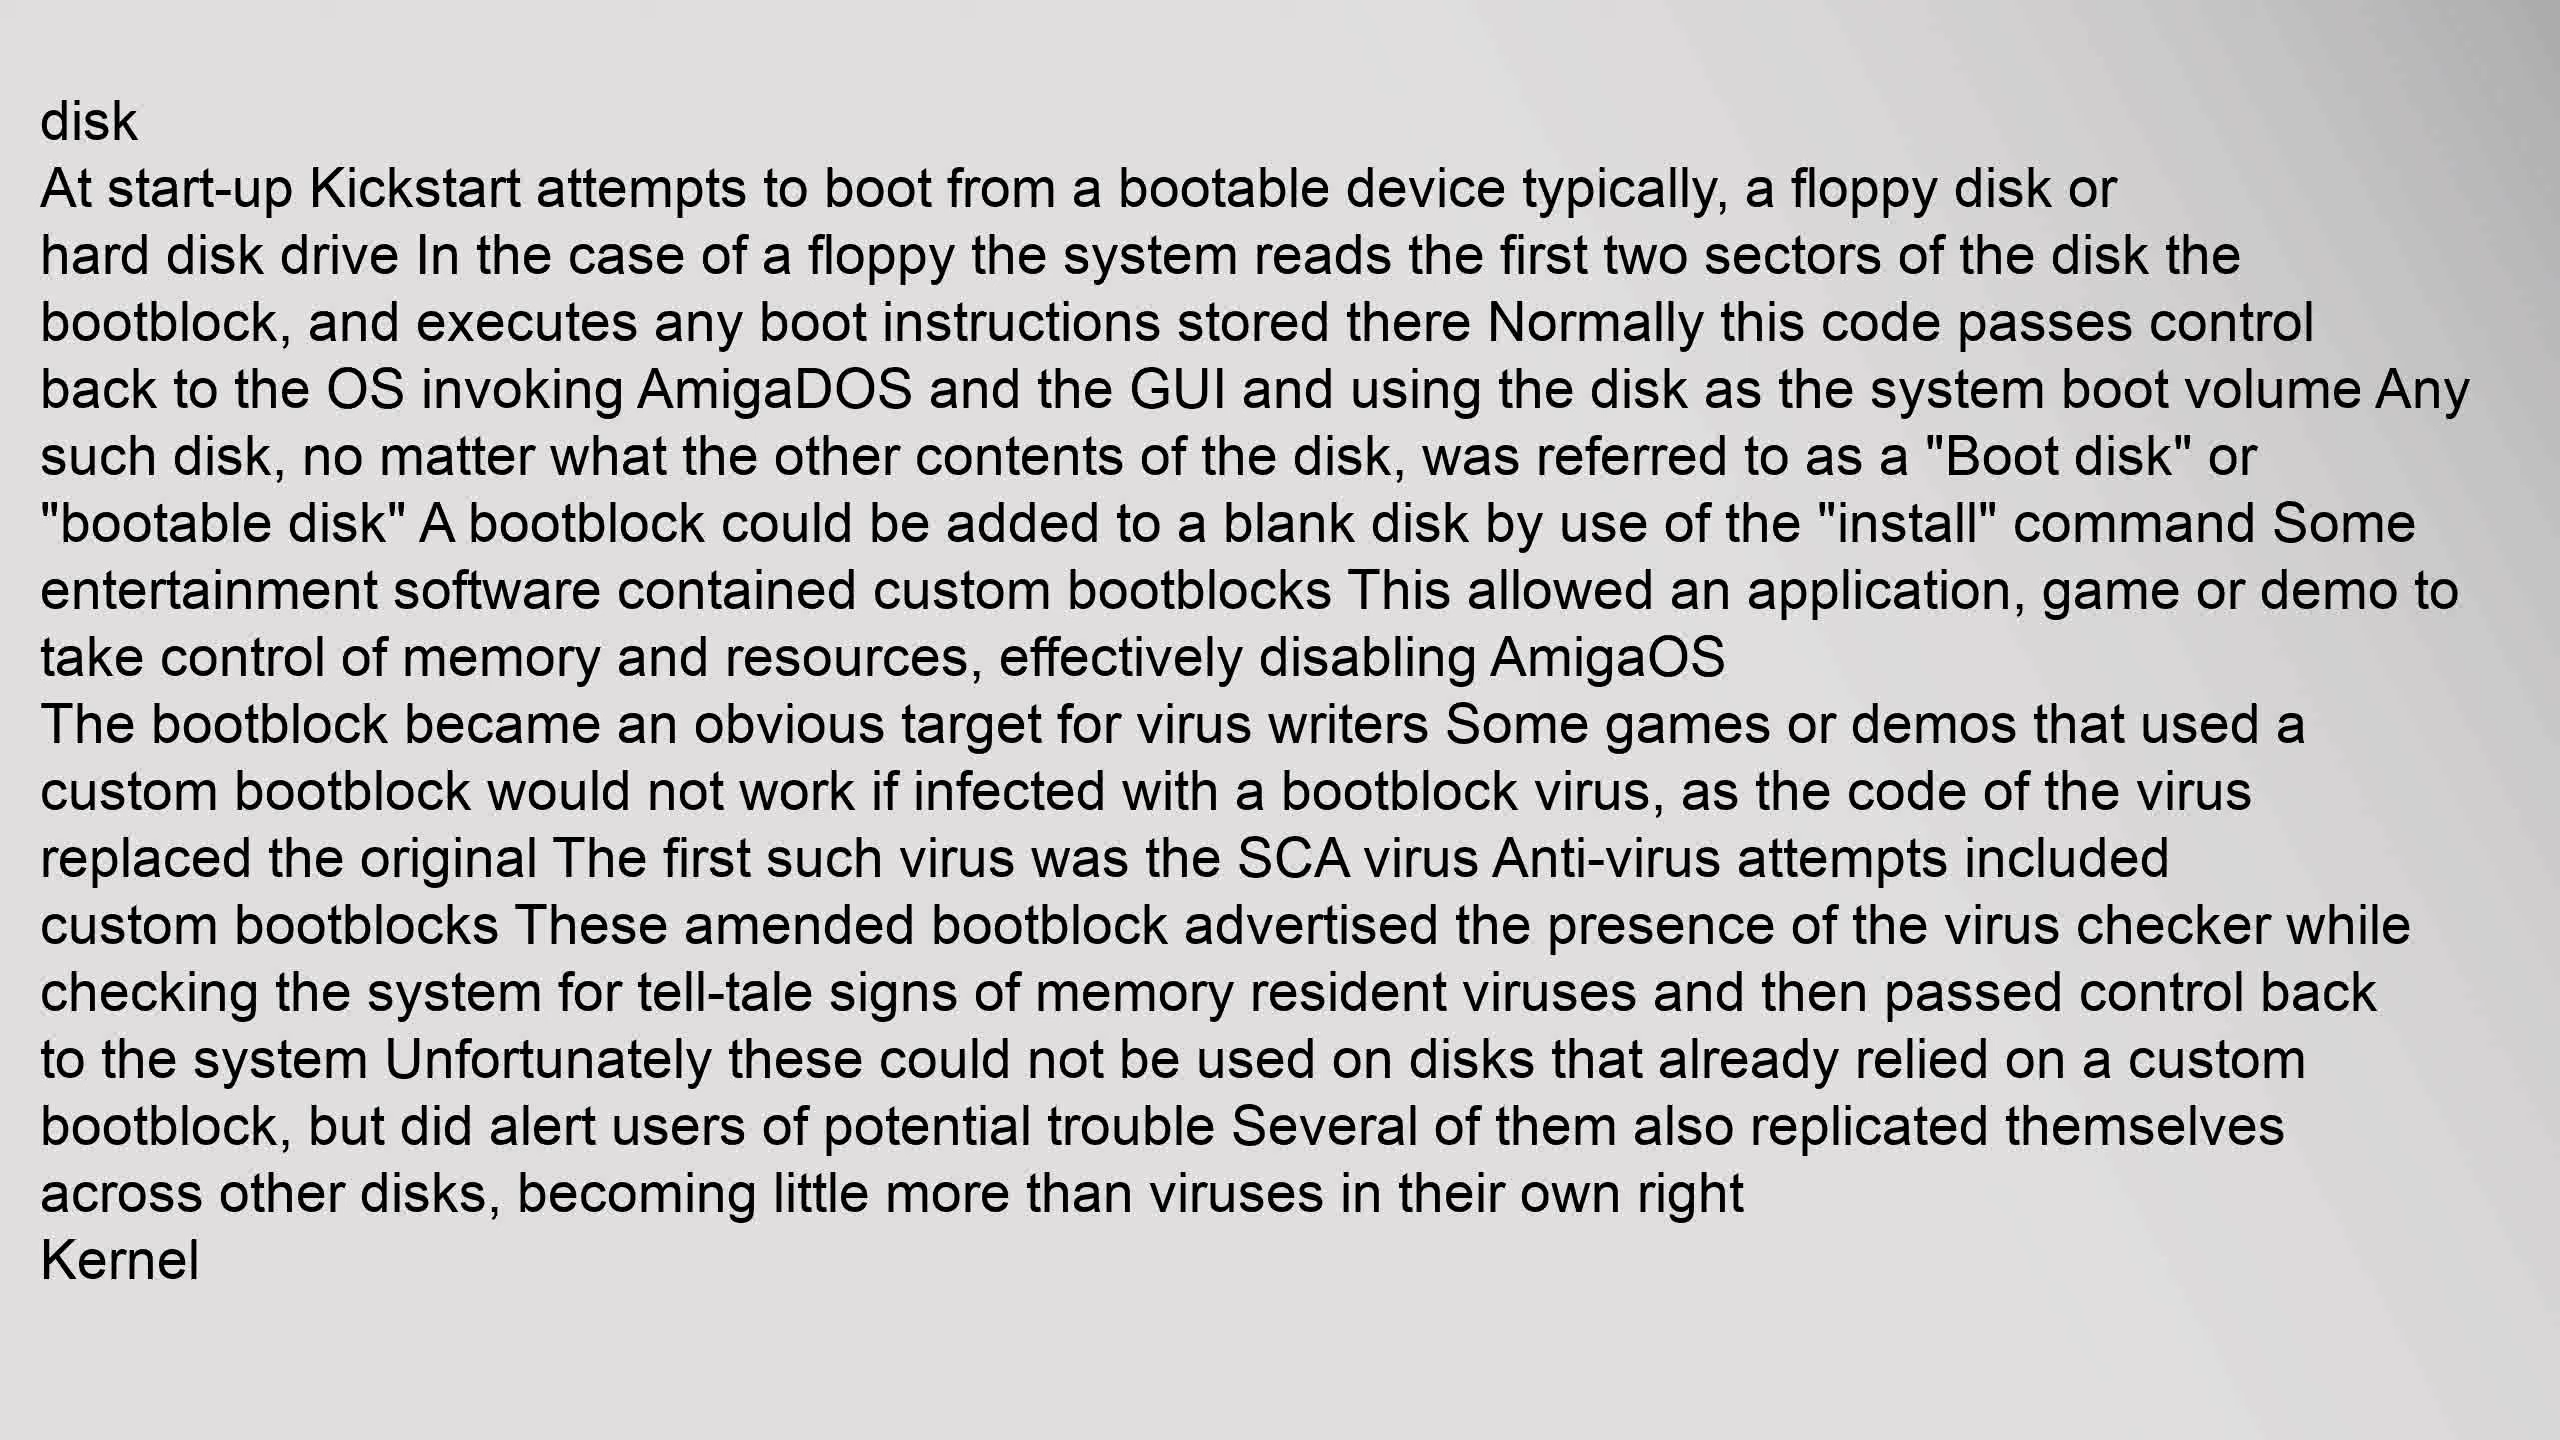 disk
At start-up Kickstart attempts to boot from a bootable device typically, a floppy disk or
hard disk drive In the case of a floppy the system reads the first two sectors of the disk the
bootblock, and executes any boot instructions stored there Normally this code passes control
back to the OS invoking AmigaDOS and the GUI and using the disk as the system boot volume Any
such disk, no matter what the other contents of the disk, was referred to as a "Boot disk" or
"bootable disk" A bootblock could be added to a blank disk by use of the "install" command Some
entertainment software contained custom bootblocks This allowed an application, game or demo to
take control of memory and resources, effectively disabling AmigaOS
The bootblock became an obvious target for virus writers Some games or demos that used a
custom bootblock would not work if infected with a bootblock virus, as the code of the virus
replaced the original The first such virus was the SCA virus Anti-virus attempts included
custom bootblocks These amended bootblock advertised the presence of the virus checker while
checking the system for tell-tale signs of memory resident viruses and then passed control back
to the system Unfortunately these could not be used on disks that already relied on a custom
bootblock, but did alert users of potential trouble Several of them also replicated themselves
across other disks, becoming little more than viruses in their own right
Kernel